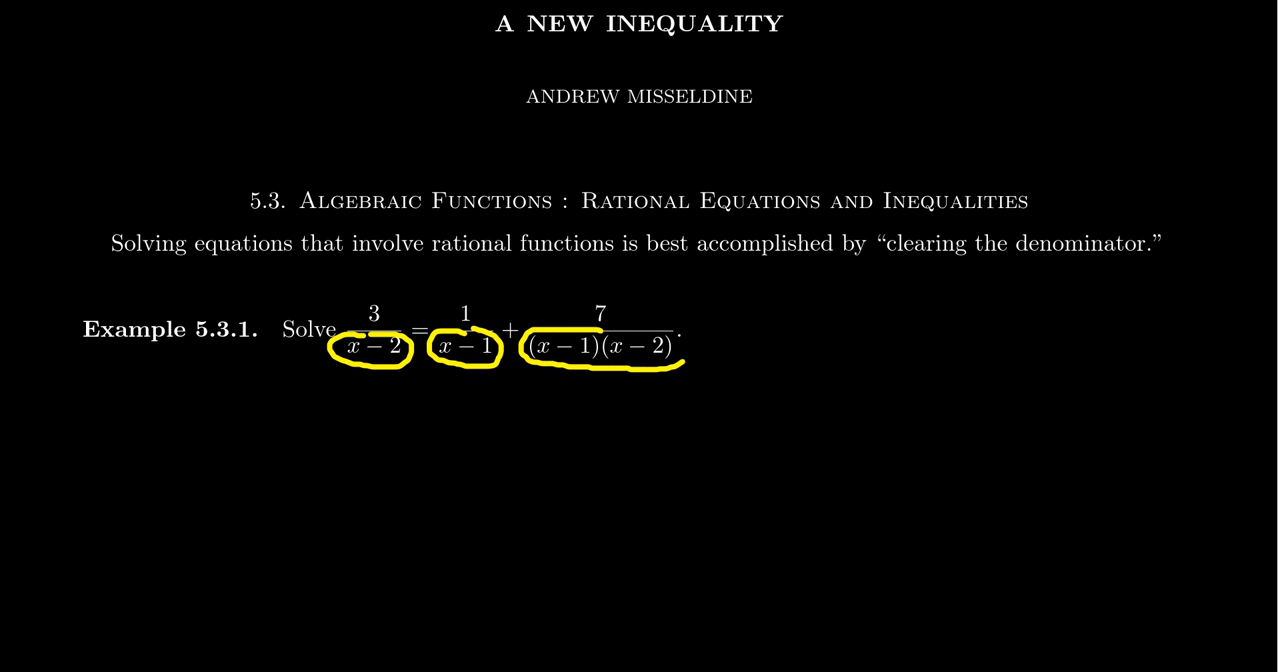 A NEW INEQUALITY
ANDREW MISSELDINE
5.3. ALGEBRAIC FUNCTIONS : RATIONAL EQUATIONS AND INEQUALITIES
Solving equations that involve rational functions is best accomplished by “clearing the denominator.”
Example 5.3.1. Solve 3/(x − 2) = 1/(x − 1) + 7/((x − 1)(x − 2)).